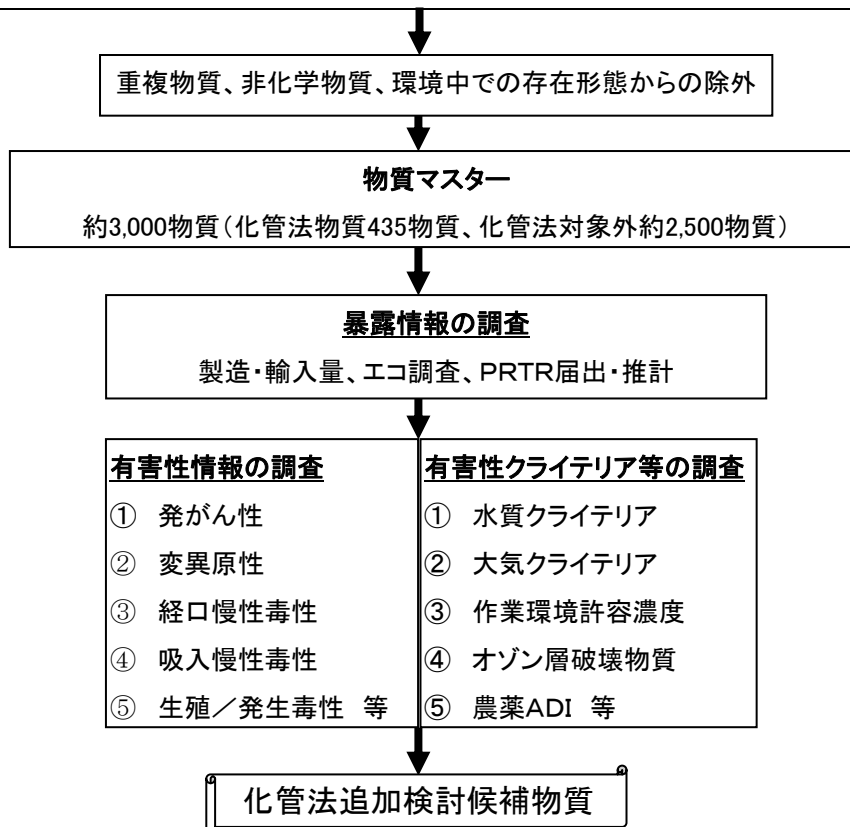 重複物質、非化学物質、環境中での存在形態からの除外
物質マスター
約3,000物質（化管法物質435物質、化管法対象外約2,500物質）
暴露情報の調査
製造・輸入量、エコ調査、PRTR届出・推計
有害性情報の調査
① 発がん性
② 変異原性
③ 経口慢性毒性
④ 吸入慢性毒性
⑤ 生殖／発生毒性 等
有害性クライテリア等の調査
① 水質クライテリア
② 大気クライテリア
③ 作業環境許容濃度
④ オゾン層破壊物質
⑤ 農薬ADI 等
化管法追加検討候補物質